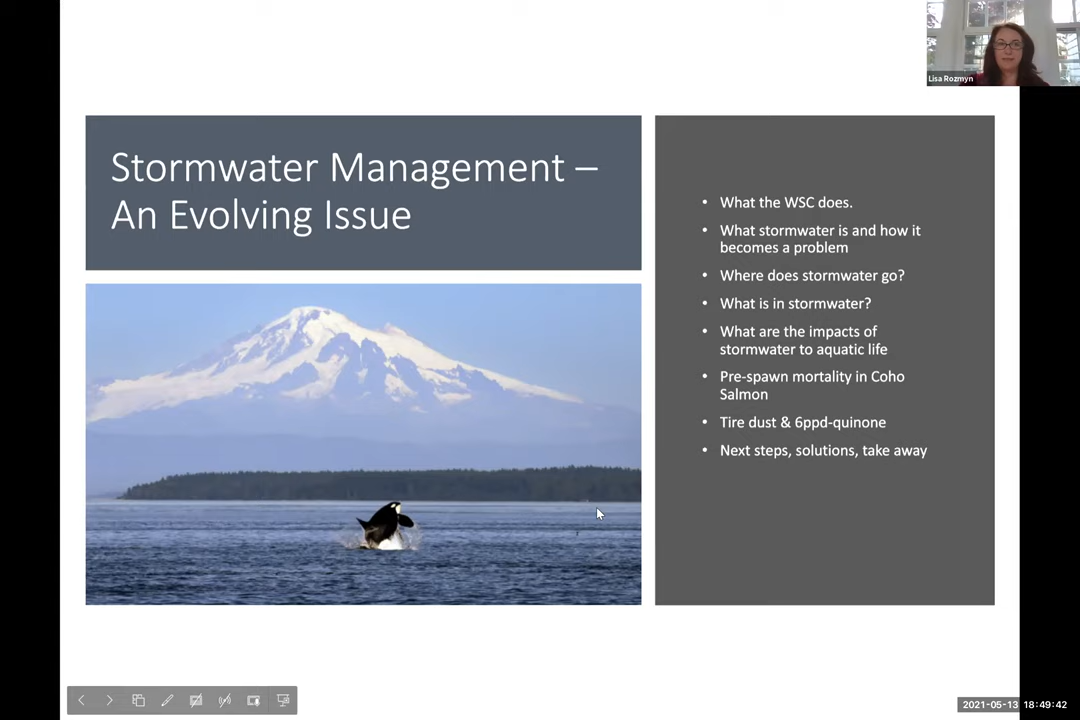 Lisa Rozmyn
Stormwater Management –
An Evolving Issue
• What the WSC does.
• What stormwater is and how it
becomes a problem
• Where does stormwater go?
• What is in stormwater?
• What are the impacts of
stormwater to aquatic life
• Pre-spawn mortality in Coho
Salmon
• Tire dust & 6ppd-quinone
• Next steps, solutions, take away
2021-05-13 18:49:42